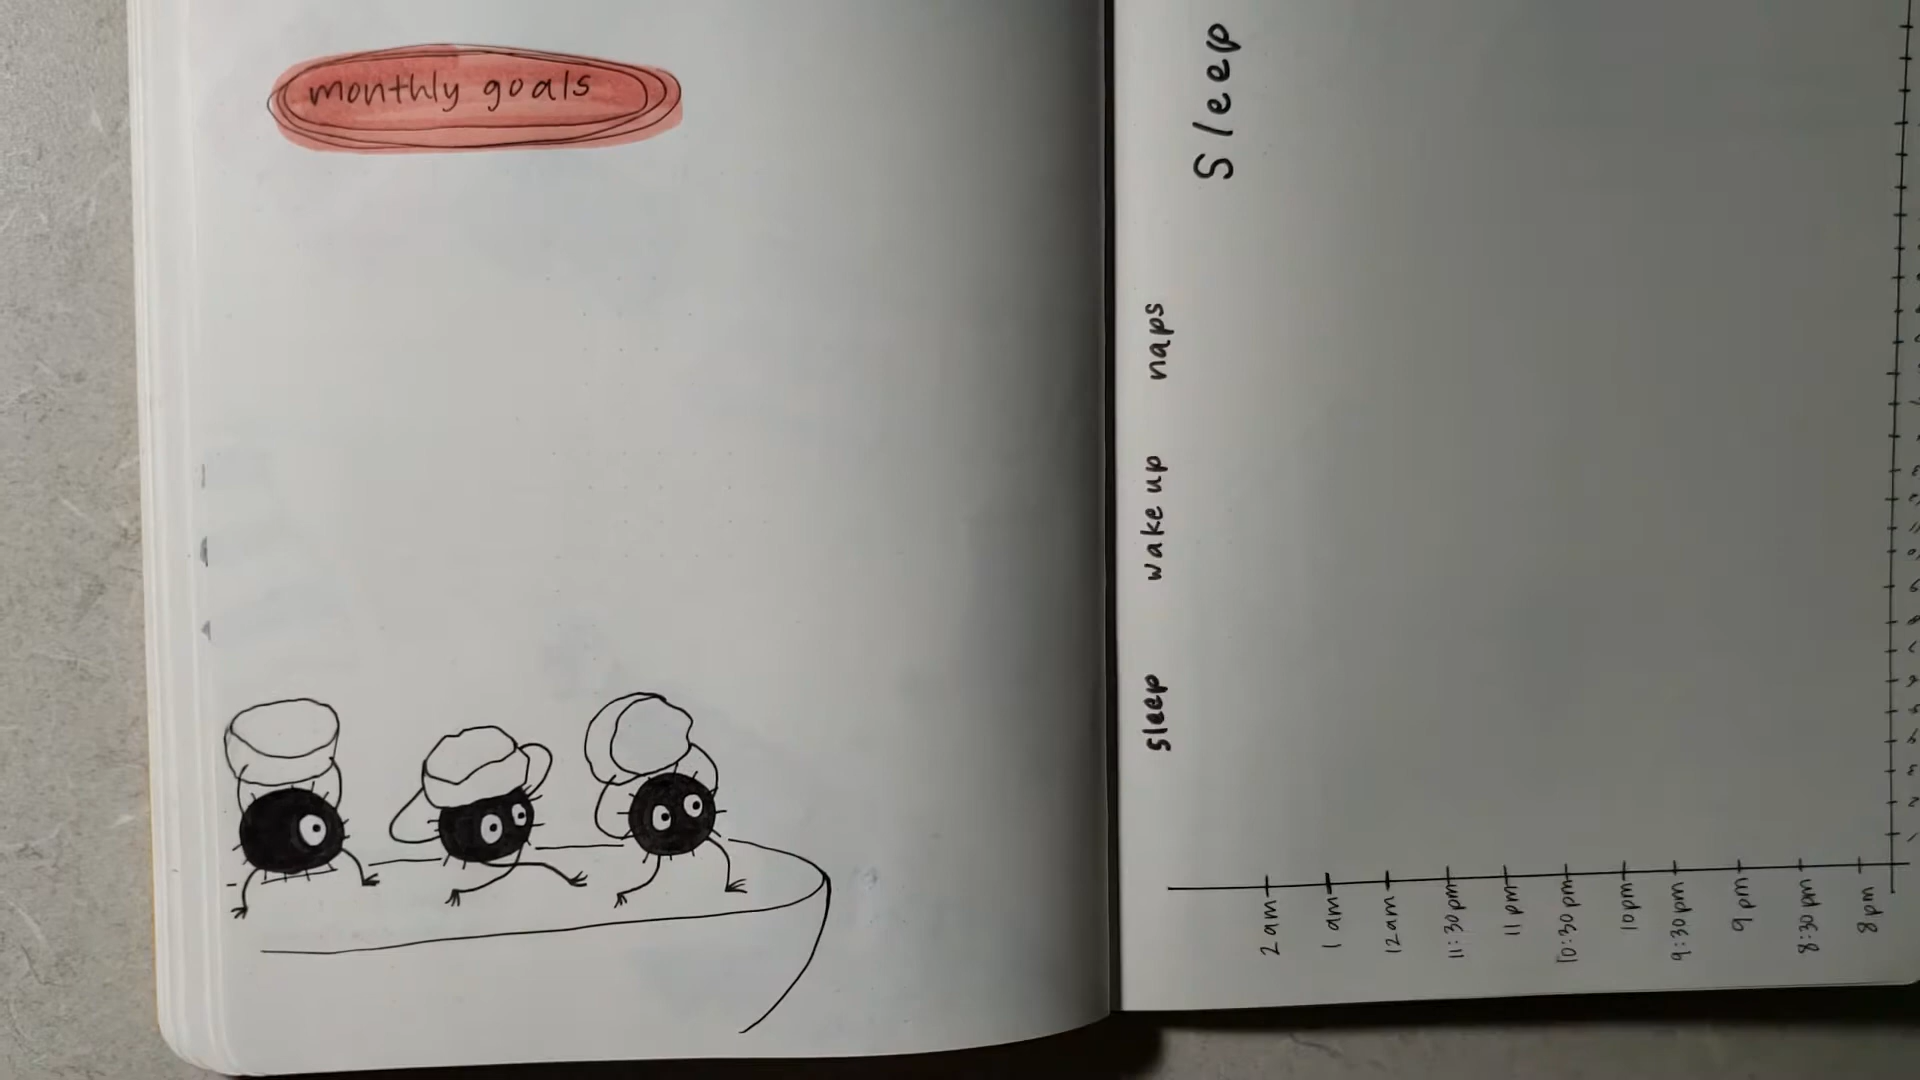 monthly goals
Sleep
sleep wake up naps
2am
1am
12am
11:30pm
11pm
10:30pm
10pm
9:30pm
9pm
8:30pm
8pm